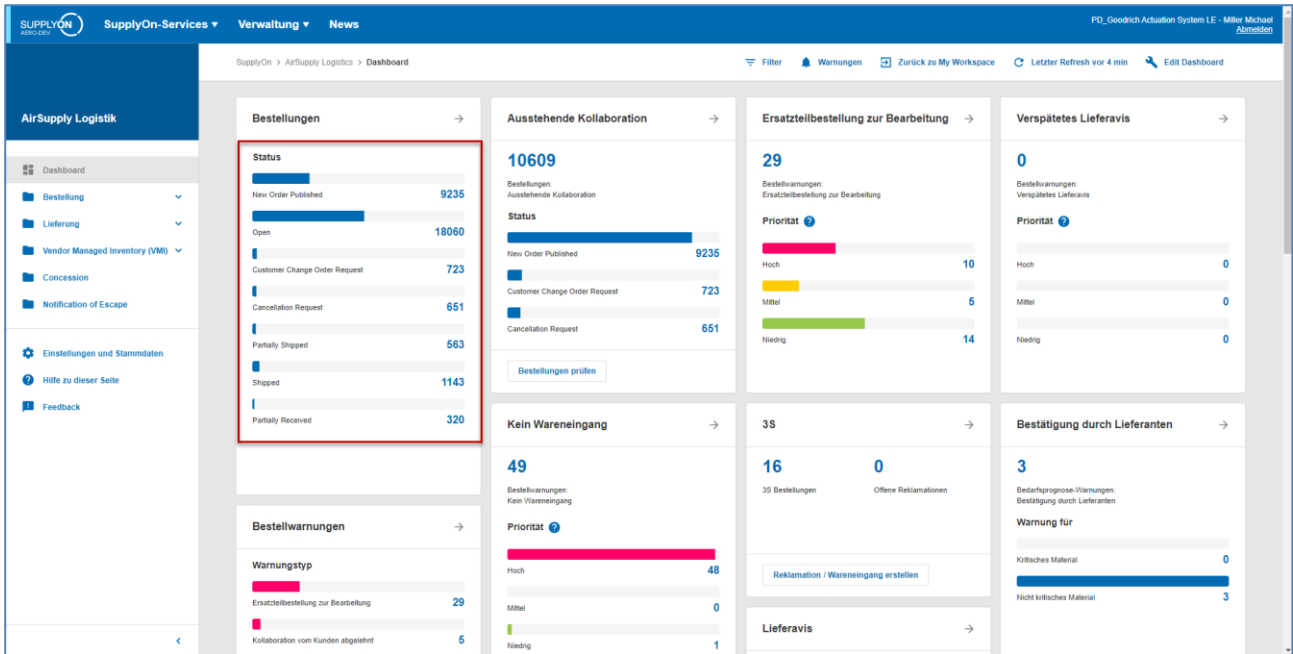 SUPPLYON
AERO-DEV
SupplyOn-Services
Verwaltung
News
PD_Goodrich Actuation System LE - Miller Michael
Abmelden
SupplyOn > AirSupply Logistics > Dashboard
Filter
Warnungen
Zurück zu My Workspace
Letzter Refresh vor 4 min
Edit Dashboard
AirSupply Logistik
Dashboard
Bestellung
Lieferung
Vendor Managed Inventory (VMI)
Concession
Notification of Escape
Einstellungen und Stammdaten
Hilfe zu dieser Seite
Feedback
Bestellungen
Status
New Order Published 9235
Open 18060
Customer Change Order Request 723
Cancellation Request 651
Partially Shipped 563
Shipped 1143
Partially Received 320
Bestellwarnungen
Warnungstyp
Ersatzteilbestellung zur Bearbeitung 29
Kollaboration vom Kunden abgelehnt 5
Ausstehende Kollaboration
10609
Bestellungen:
Ausstehende Kollaboration
Status
New Order Published 9235
Customer Change Order Request 723
Cancellation Request 651
Bestellungen prüfen
Kein Wareneingang
49
Bestellwarnungen:
Kein Wareneingang
Priorität ?
Hoch 48
Mittel 0
Niedrig 1
Ersatzteilbestellung zur Bearbeitung
29
Bestellwarnungen:
Ersatzteilbestellung zur Bearbeitung
Priorität ?
Hoch 10
Mittel 5
Niedrig 14
3S
16 0
3S Bestellungen Offene Reklamationen
Reklamation / Wareneingang erstellen
Lieferavis
Verspätetes Lieferavis
0
Bestellwarnungen:
Verspätetes Lieferavis
Priorität ?
Hoch 0
Mittel 0
Niedrig 0
Bestätigung durch Lieferanten
3
Bedarfsprognose-Warnungen:
Bestätigung durch Lieferanten
Warnung für
Kritisches Material 0
Nicht kritisches Material 3